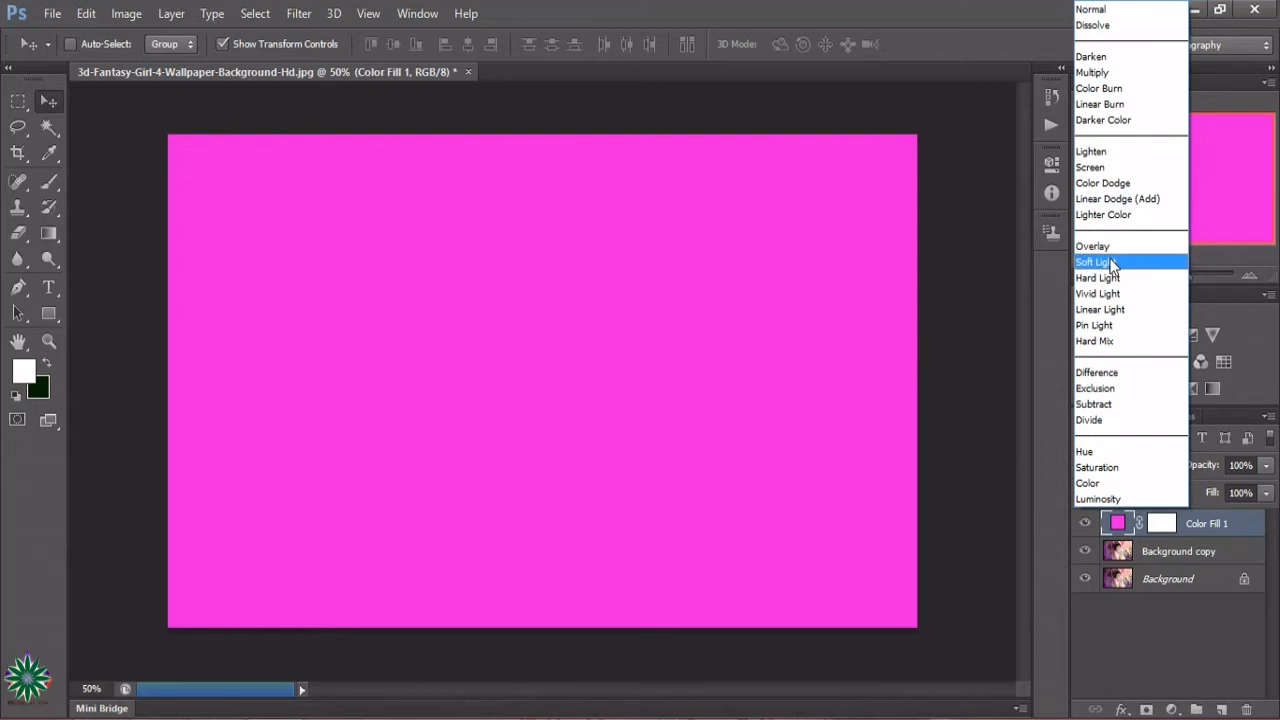 Ps File Edit Image Layer Type Select Filter 3D View Window Help
Auto-Select: Group Show Transform Controls 3D Mode:
3d-Fantasy-Girl-4-Wallpaper-Background-Hd.jpg @ 50% (Color Fill 1, RGB/8) * ×
Normal
Dissolve
Darken
Multiply
Color Burn
Linear Burn
Darker Color
Lighten
Screen
Color Dodge
Linear Dodge (Add)
Lighter Color
Overlay
Soft Light
Hard Light
Vivid Light
Linear Light
Pin Light
Hard Mix
Difference
Exclusion
Subtract
Divide
Hue
Saturation
Color
Luminosity
Opacity: 100%
Fill: 100%
Color Fill 1
Background copy
Background
50%
Mini Bridge